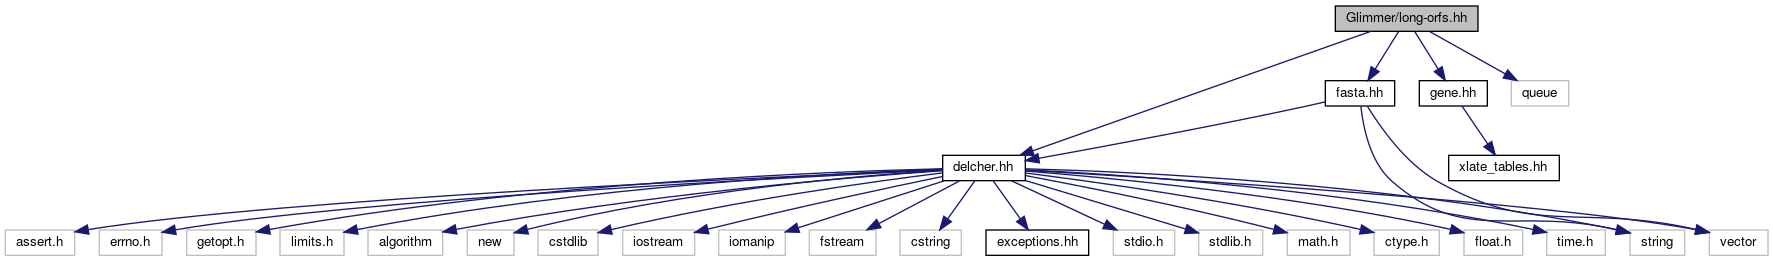 Glimmer/long-orfs.hh
fasta.hh
gene.hh
queue
delcher.hh
xlate_tables.hh
assert.h
errno.h
getopt.h
limits.h
algorithm
new
cstdlib
iostream
iomanip
fstream
cstring
exceptions.hh
stdio.h
stdlib.h
math.h
ctype.h
float.h
time.h
string
vector